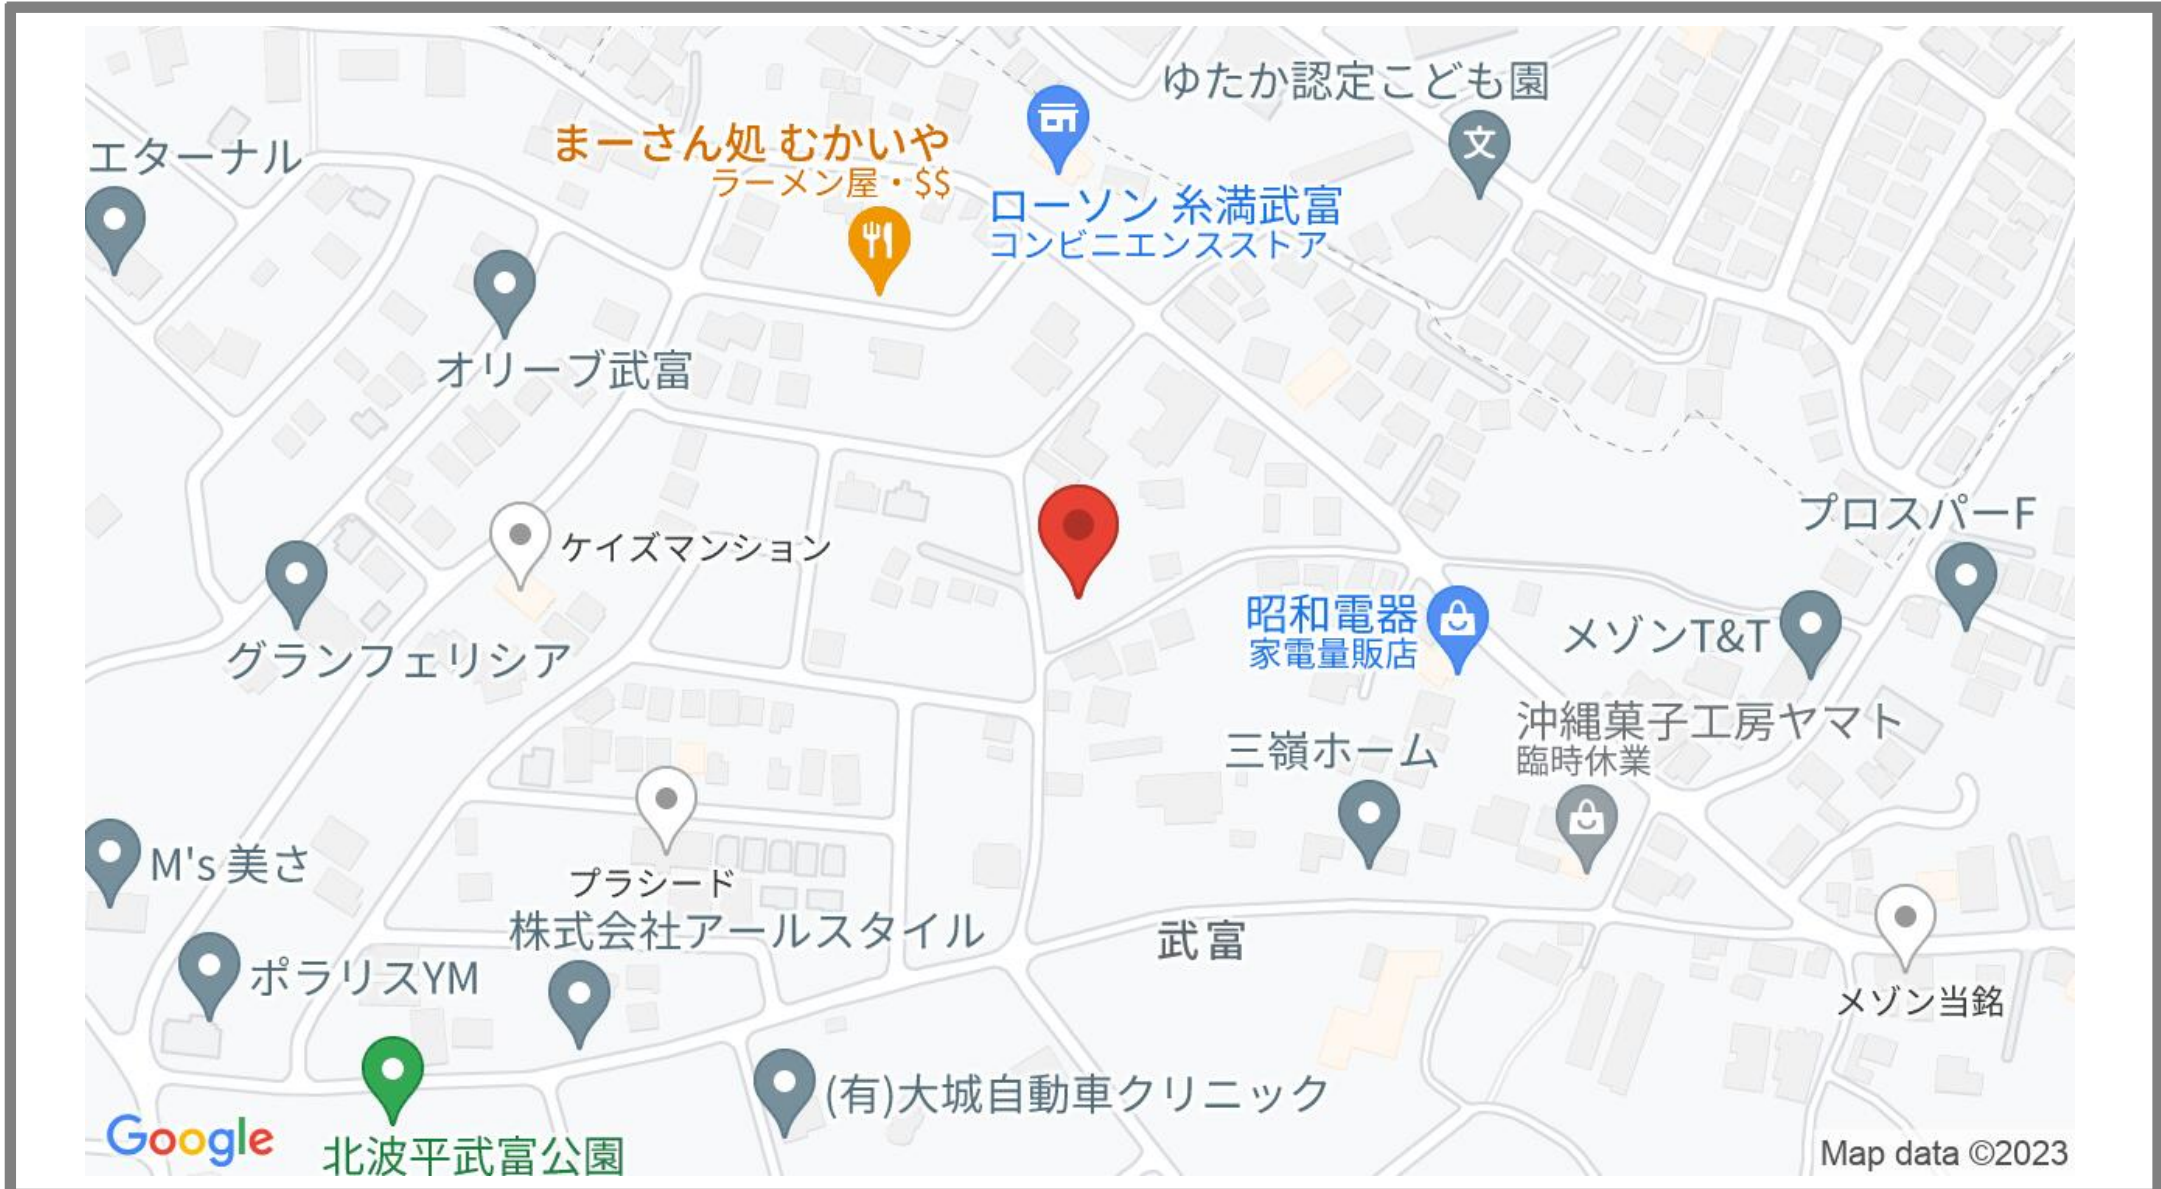 ゆたか認定こども園
文
エターナル
まーさん処 むかいや
ラーメン屋・$$
ローソン 糸満武富
コンビニエンスストア
オリーブ武富
プロスパーF
ケイズマンション
昭和電器
家電量販店
メゾンT&T
グランフェリシア
沖縄菓子工房ヤマト
臨時休業
三嶺ホーム
M's 美さ
プラシード
株式会社アールスタイル
武富
ポラリスYM
メゾン当銘
(有)大城自動車クリニック
Google
北波平武富公園
Map data ©2023